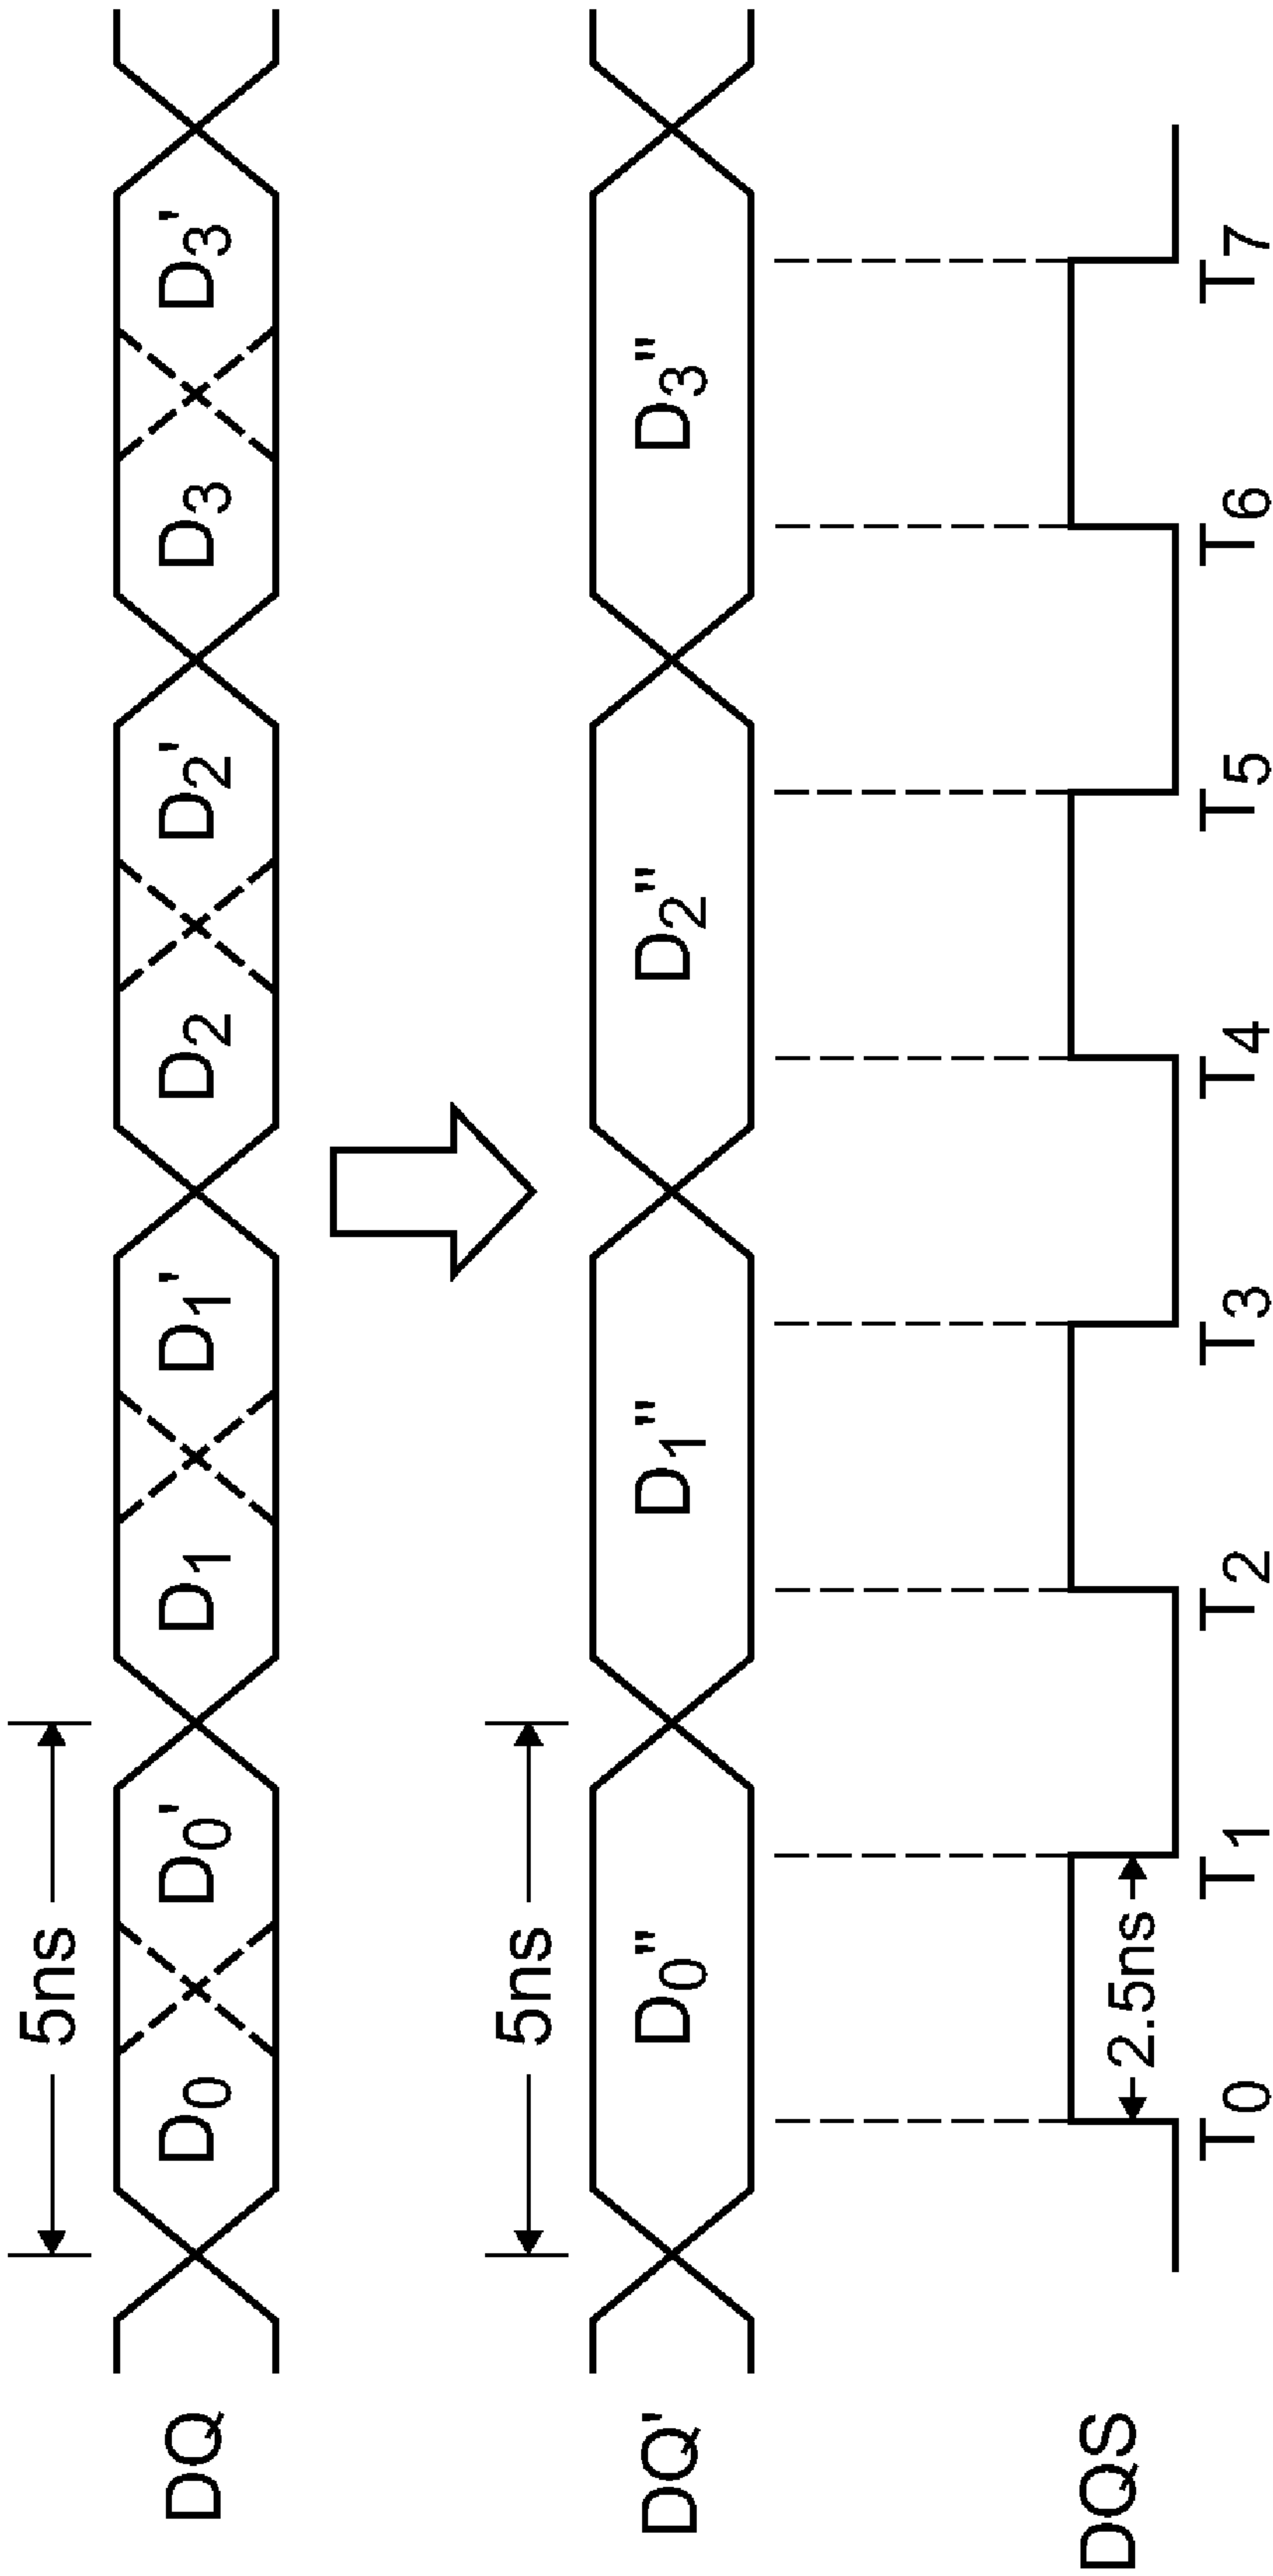 5ns
DQ D0 D0' D1 D1' D2 D2' D3 D3'
5ns
DQ' D0" D1" D2" D3"
DQS 2.5ns
T0 T1 T2 T3 T4 T5 T6 T7